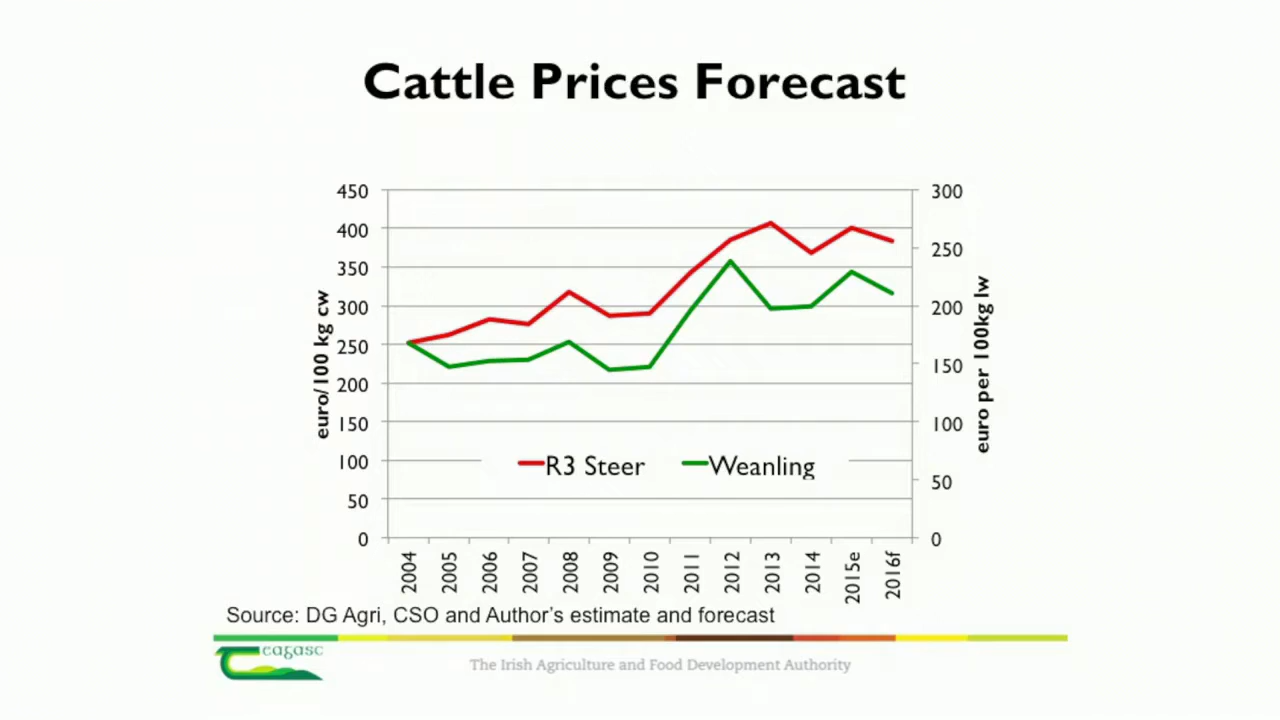 Cattle Prices Forecast
450
400
350
300
250
200
150
100
50
0
euro/100 kg cw
300
250
200
150
100
50
0
euro per 100kg lw
R3 Steer
Weanling
2004
2005
2006
2007
2008
2009
2010
2011
2012
2013
2014
2015e
2016f
Source: DG Agri, CSO and Author's estimate and forecast
eagasc
The Irish Agriculture and Food Development Authority